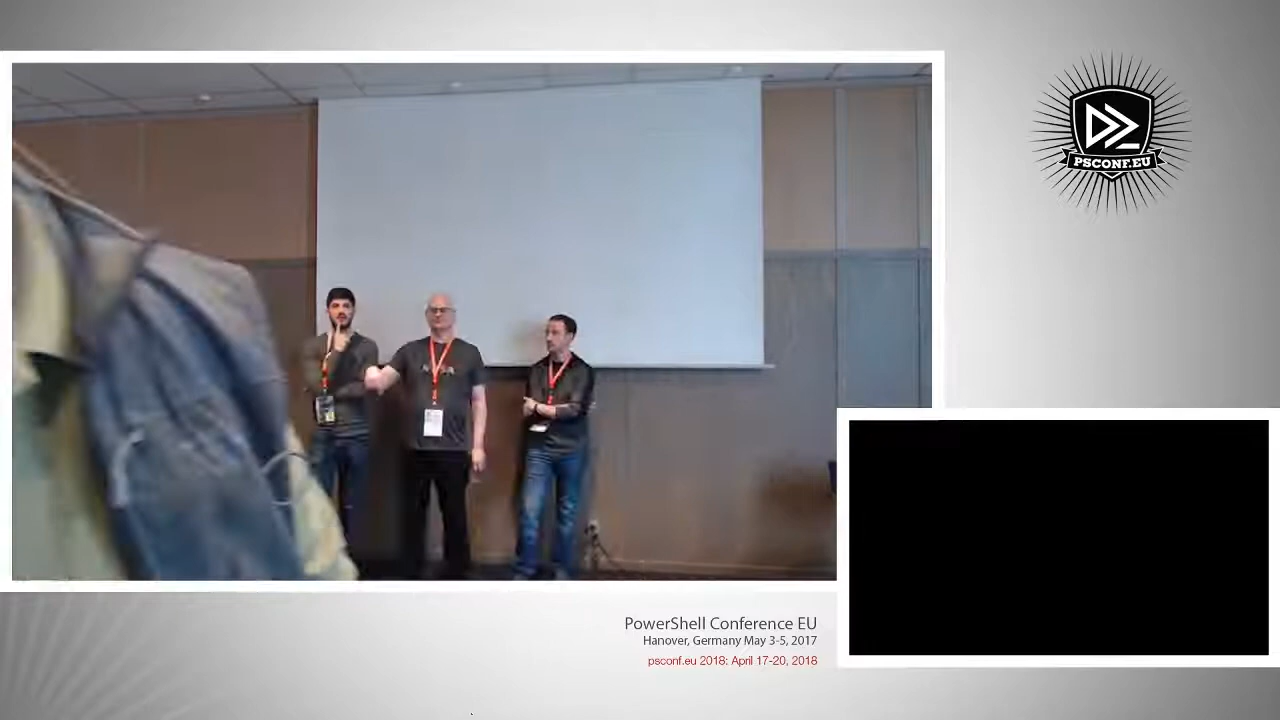 PSCONF.EU
PowerShell Conference EU
Hanover, Germany May 3-5, 2017
psconf.eu 2018: April 17-20, 2018